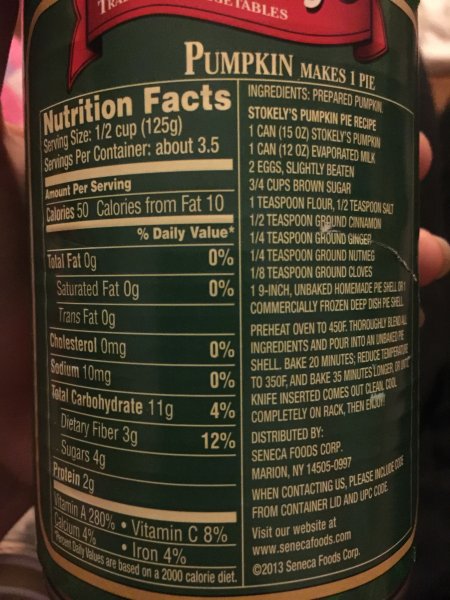 VEGETABLES
PUMPKIN MAKES 1 PIE
Nutrition Facts
Serving Size: 1/2 cup (125g)
Servings Per Container: about 3.5
Amount Per Serving
Calories 50 Calories from Fat 10
% Daily Value*
Total Fat 0g 0%
Saturated Fat 0g 0%
Trans Fat 0g
Cholesterol 0mg 0%
Sodium 10mg 0%
Total Carbohydrate 11g 4%
Dietary Fiber 3g 12%
Sugars 4g
Protein 2g
Vitamin A 280% • Vitamin C 8%
Calcium 4% • Iron 4%
*Percent Daily Values are based on a 2000 calorie diet.
INGREDIENTS: PREPARED PUMPKIN.
STOKELY'S PUMPKIN PIE RECIPE
1 CAN (15 OZ) STOKELY'S PUMPKIN
1 CAN (12 OZ) EVAPORATED MILK
2 EGGS, SLIGHTLY BEATEN
3/4 CUPS BROWN SUGAR
1 TEASPOON FLOUR, 1/2 TEASPOON SALT
1/2 TEASPOON GROUND CINNAMON
1/4 TEASPOON GROUND GINGER
1/4 TEASPOON GROUND NUTMEG
1/8 TEASPOON GROUND CLOVES
1 9-INCH, UNBAKED HOMEMADE PIE SHELL OR 1
COMMERCIALLY FROZEN DEEP DISH PIE SHELL
PREHEAT OVEN TO 450F. THOROUGHLY BLEND ALL
INGREDIENTS AND POUR INTO AN UNBAKED PIE
SHELL. BAKE 20 MINUTES; REDUCE TEMPERATURE
TO 350F, AND BAKE 35 MINUTES LONGER, OR UNTIL
KNIFE INSERTED COMES OUT CLEAN. COOL
COMPLETELY ON RACK, THEN ENJOY!
DISTRIBUTED BY:
SENECA FOODS CORP.
MARION, NY 14505-0997
WHEN CONTACTING US, PLEASE INCLUDE CODE
FROM CONTAINER LID AND UPC CODE.
Visit our website at
www.senecafoods.com
©2013 Seneca Foods Corp.